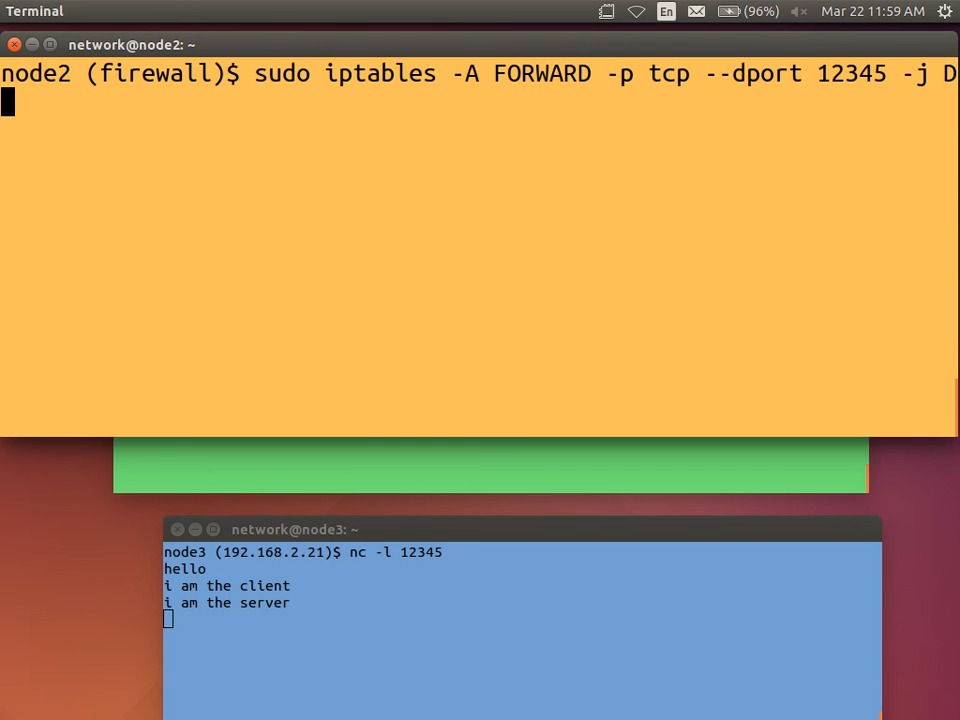 Terminal
En
(96%)
Mar 22 11:59 AM
network@node2: ~
node2 (firewall)$ sudo iptables -A FORWARD -p tcp --dport 12345 -j D
network@node3: ~
node3 (192.168.2.21)$ nc -l 12345
hello
i am the client
i am the server